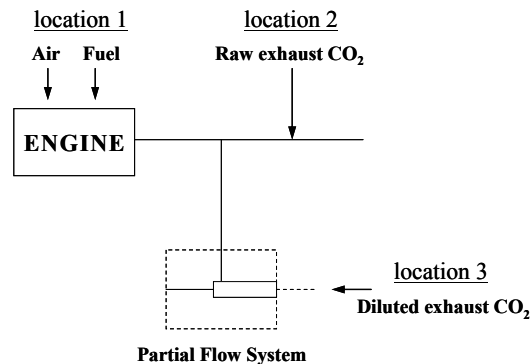 location 1
Air Fuel
location 2
Raw exhaust CO₂
ENGINE
location 3
Diluted exhaust CO₂
Partial Flow System